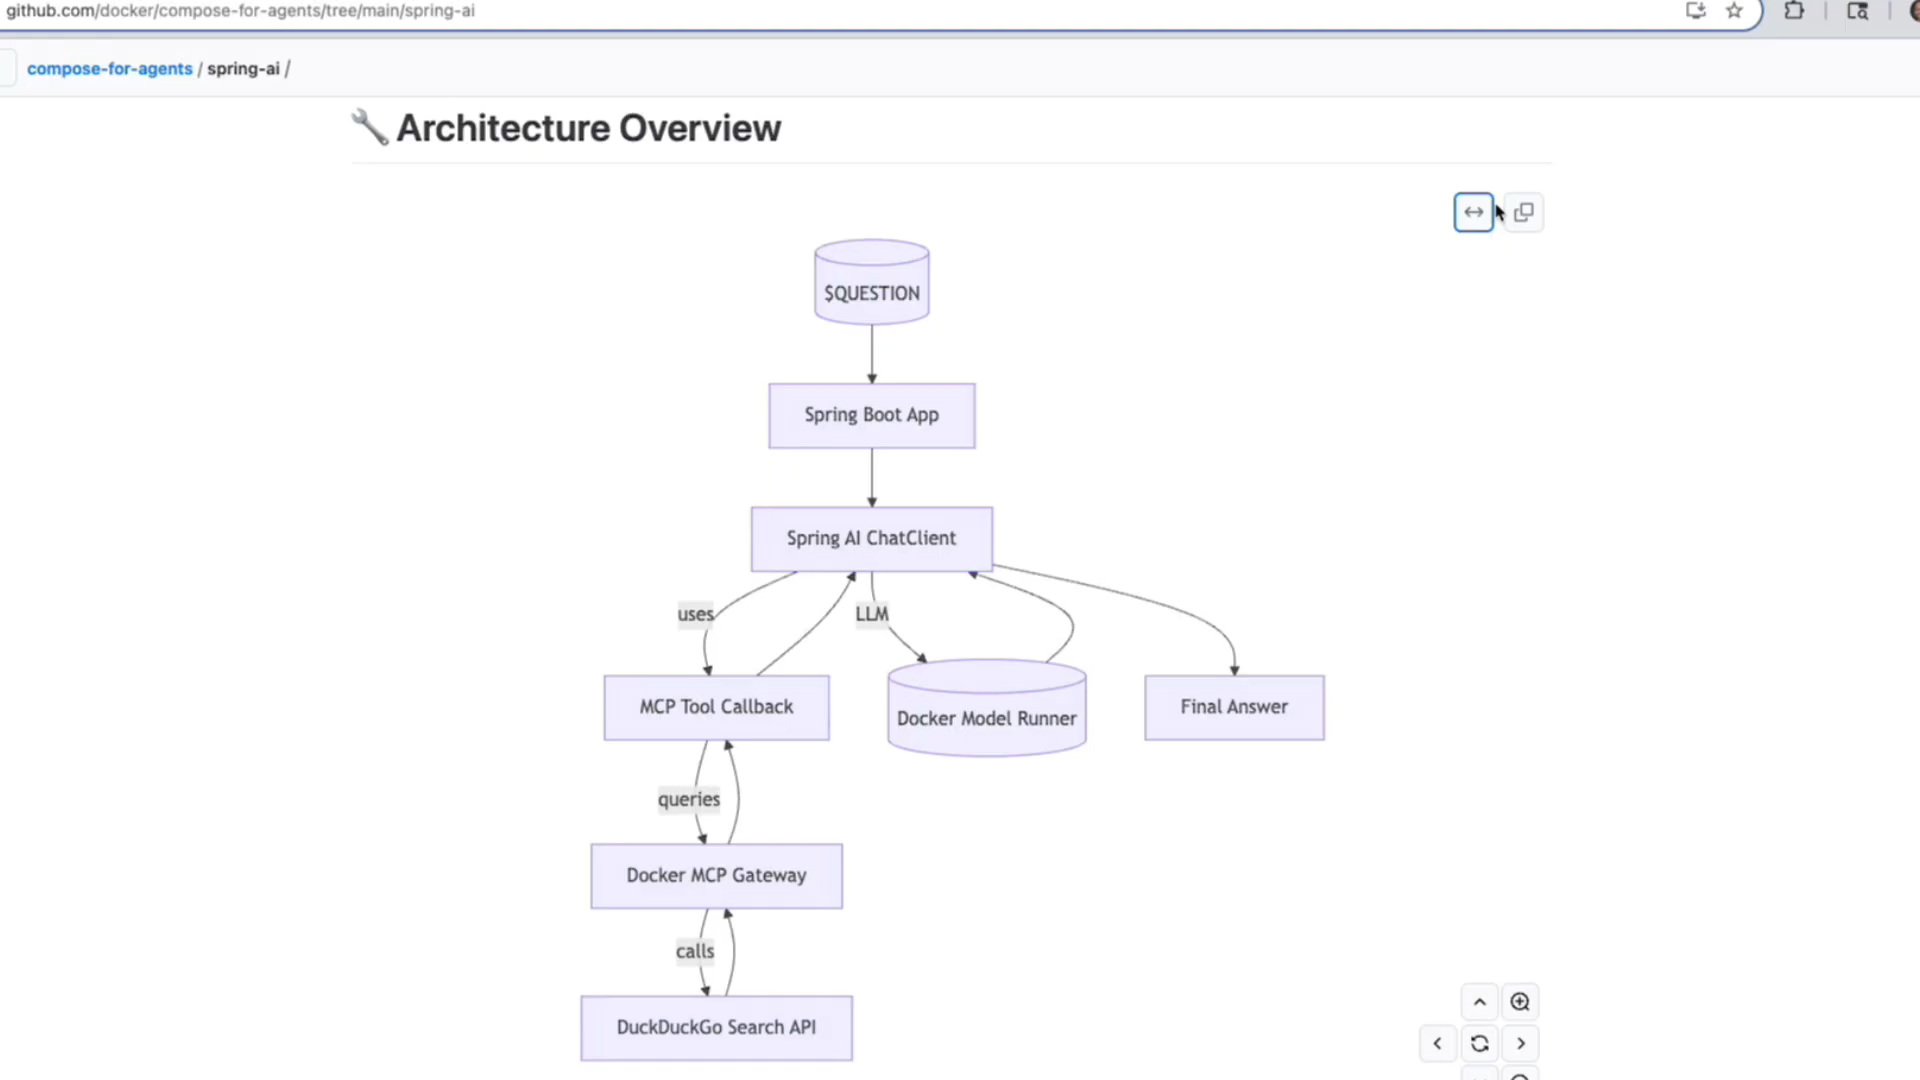 github.com/docker/compose-for-agents/tree/main/spring-ai
compose-for-agents / spring-ai /
Architecture Overview
$QUESTION
Spring Boot App
Spring AI ChatClient
uses
LLM
MCP Tool Callback
Docker Model Runner
Final Answer
queries
Docker MCP Gateway
calls
DuckDuckGo Search API